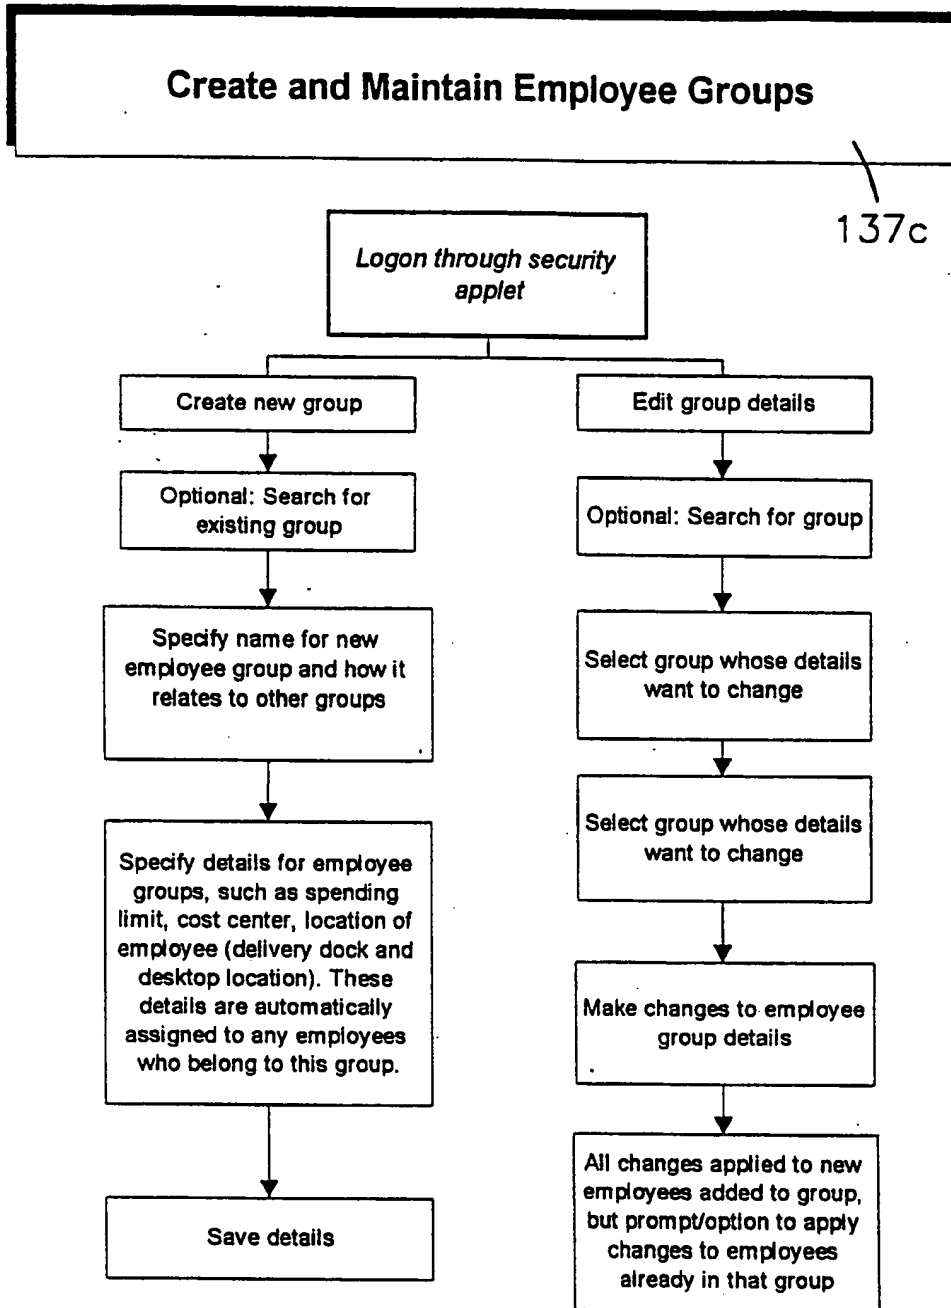 Create and Maintain Employee Groups
137c
Logon through security
applet
Create new group
Optional: Search for
existing group
Specify name for new
employee group and how it
relates to other groups
Specify details for employee
groups, such as spending
limit, cost center, location of
employee (delivery dock and
desktop location). These
details are automatically
assigned to any employees
who belong to this group.
Save details
Edit group details
Optional: Search for group
Select group whose details
want to change
Select group whose details
want to change
Make changes to employee
group details
All changes applied to new
employees added to group,
but prompt/option to apply
changes to employees
already in that group